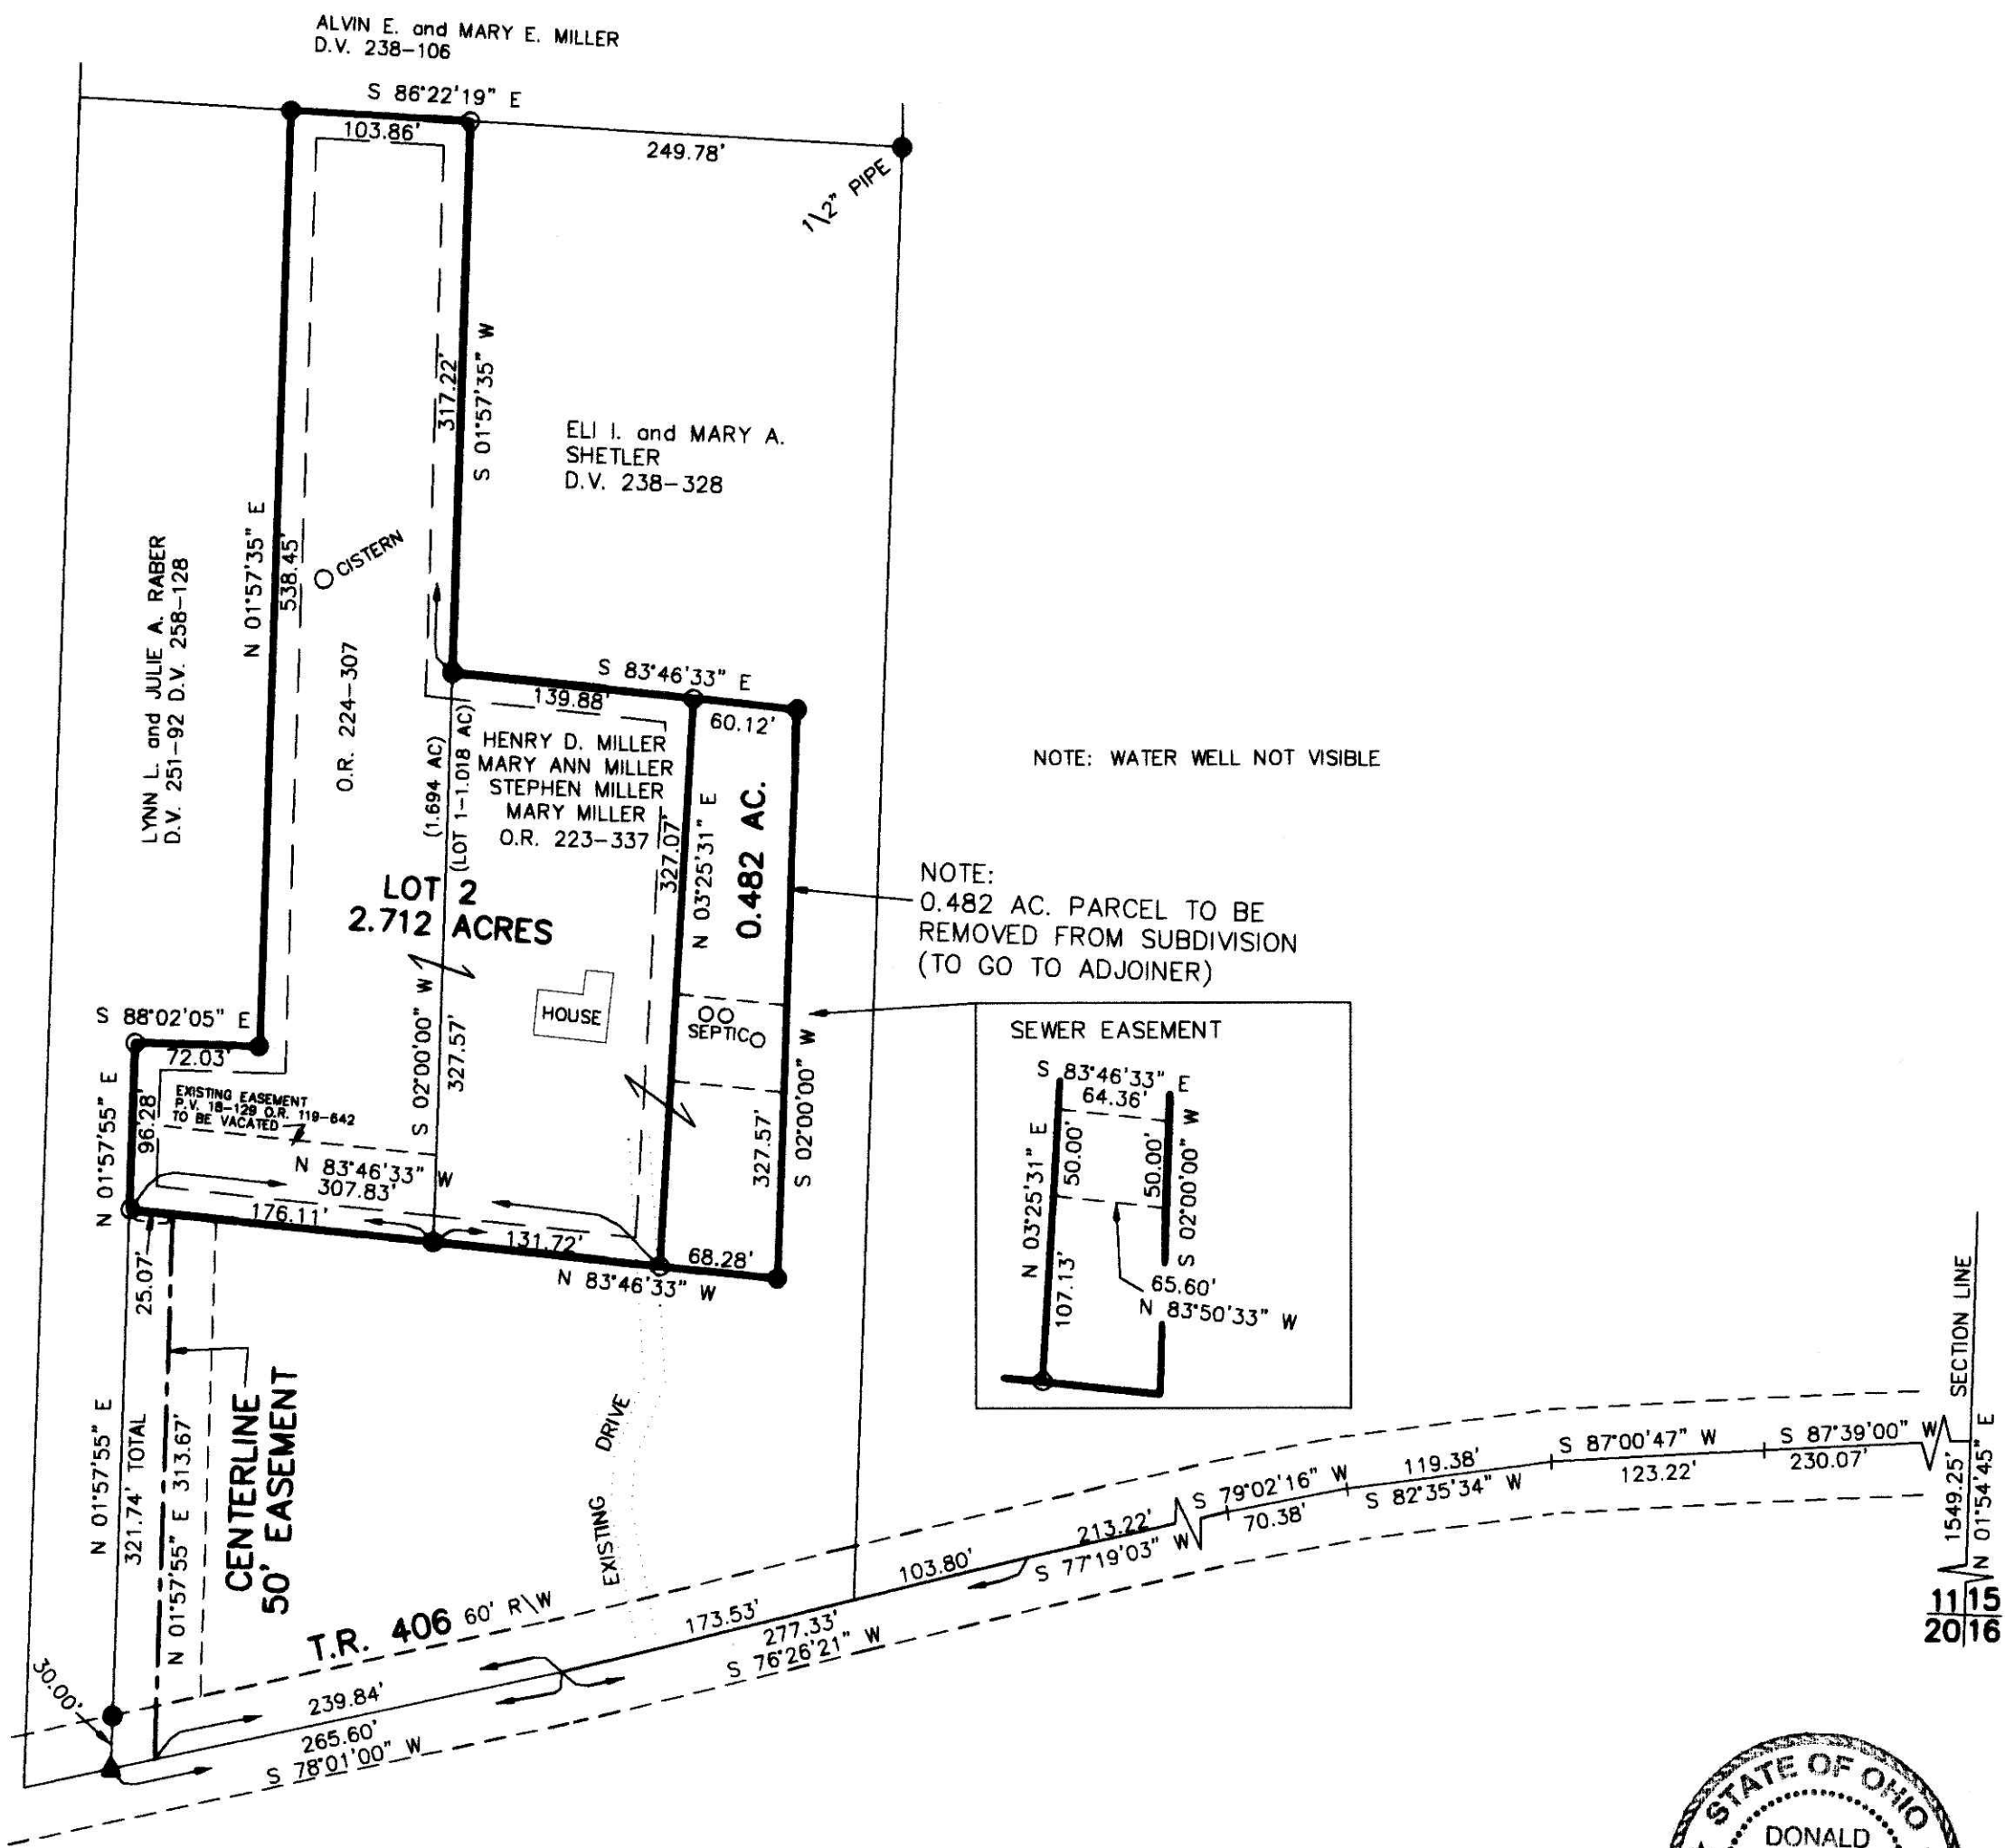 ALVIN E. and MARY E. MILLER
D.V. 238-106
S 86°22'19" E
103.86'
249.78'
1\2" PIPE
317.22'
S 01°57'35" W
ELI I. and MARY A.
SHETLER
D.V. 238-328
N 01°57'35" E
538.45'
CISTERN
LYNN L. and JULIE A. RABER
D.V. 251-92 D.V. 258-128
O.R. 224-307
S 83°46'33" E
139.88'
60.12'
(1.694 AC)
(LOT 1-1.018 AC)
HENRY D. MILLER
MARY ANN MILLER
STEPHEN MILLER
MARY MILLER
O.R. 223-337
327.07'
N 03°25'31" E
0.482 AC.
NOTE: WATER WELL NOT VISIBLE
NOTE:
0.482 AC. PARCEL TO BE
REMOVED FROM SUBDIVISION
(TO GO TO ADJOINER)
LOT 2
2.712 ACRES
HOUSE
SEPTIC
S 02°00'00" W
327.57'
S 88°02'05" E
72.03'
N 01°57'55" E
96.28'
EXISTING EASEMENT
P.V. 18-129 O.R. 119-642
TO BE VACATED
N 83°46'33" W
307.83'
176.11'
131.72'
68.28'
N 83°46'33" W
327.57'
S 02°00'00" W
SEWER EASEMENT
S 83°46'33" E
64.36'
N 03°25'31" E
50.00'
50.00'
S 02°00'00" W
107.13'
65.60'
N 83°50'33" W
25.07'
N 01°57'55" E
321.74' TOTAL
N 01°57'55" E 313.67'
CENTERLINE
50' EASEMENT
EXISTING DRIVE
30.00'
T.R. 406 60' R\W
239.84'
265.60'
S 78°01'00" W
173.53'
277.33'
S 76°26'21" W
103.80'
213.22'
S 77°19'03" W
S 79°02'16" W
70.38'
119.38'
S 82°35'34" W
S 87°00'47" W
123.22'
S 87°39'00" W
230.07'
SECTION LINE
1549.25'
N 01°54'45" E
11 15
20 16
STATE OF OHIO
DONALD